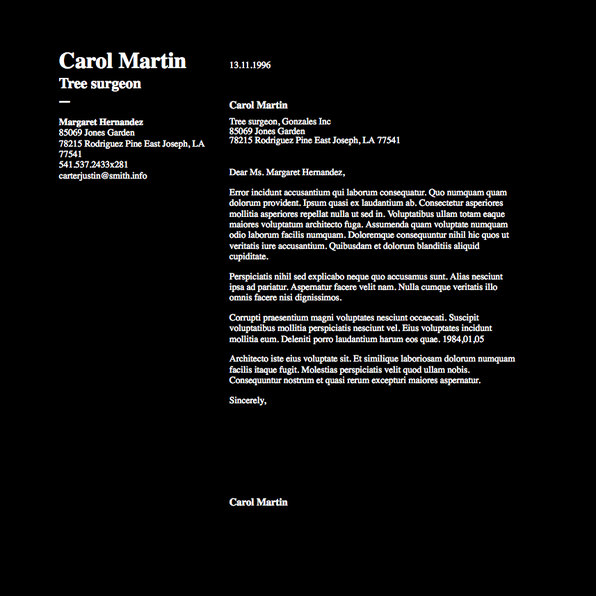 Carol Martin
Tree surgeon
Margaret Hernandez
85069 Jones Garden
78215 Rodriguez Pine East Joseph, LA
77541
541.537.2433x281
carterjustin@smith.info
13.11.1996
Carol Martin
Tree surgeon, Gonzales Inc
85069 Jones Garden
78215 Rodriguez Pine East Joseph, LA 77541
Dear Ms. Margaret Hernandez,
Error incidunt accusantium qui laborum consequatur. Quo numquam quam
dolorum provident. Ipsum quasi ex laudantium ab. Consectetur asperiores
mollitia asperiores repellat nulla ut sed in. Voluptatibus ullam totam eaque
maiores voluptatum architecto fuga. Assumenda quam voluptate numquam
odio laborum facilis numquam. Doloremque consequuntur nihil hic quos ut
veritatis iure accusantium. Quibusdam et dolorum blanditiis aliquid
cupiditate.
Perspiciatis nihil sed explicabo neque quo accusamus sunt. Alias nesciunt
ipsa ad pariatur. Aspernatur facere velit nam. Nulla cumque veritatis illo
omnis facere nisi dignissimos.
Corrupti praesentium magni voluptates nesciunt occaecati. Suscipit
voluptatibus mollitia perspiciatis nesciunt vel. Eius voluptates incidunt
mollitia eum. Deleniti porro laudantium harum eos quae. 1984,01,05
Architecto iste eius voluptate sit. Et similique laboriosam dolorum numquam
facilis itaque fugit. Molestias perspiciatis velit quod ullam nobis.
Consequuntur nostrum et quasi rerum excepturi maiores aspernatur.
Sincerely,
Carol Martin